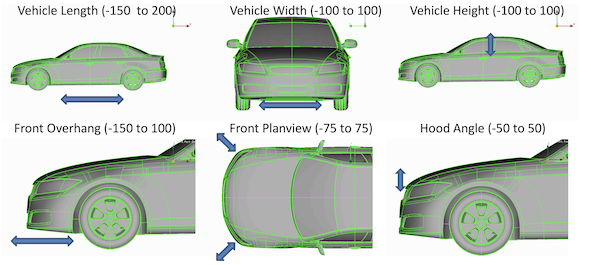 Vehicle Length (-150 to 200)
Vehicle Width (-100 to 100)
Vehicle Height (-100 to 100)
Front Overhang (-150 to 100)
Front Planview (-75 to 75)
Hood Angle (-50 to 50)